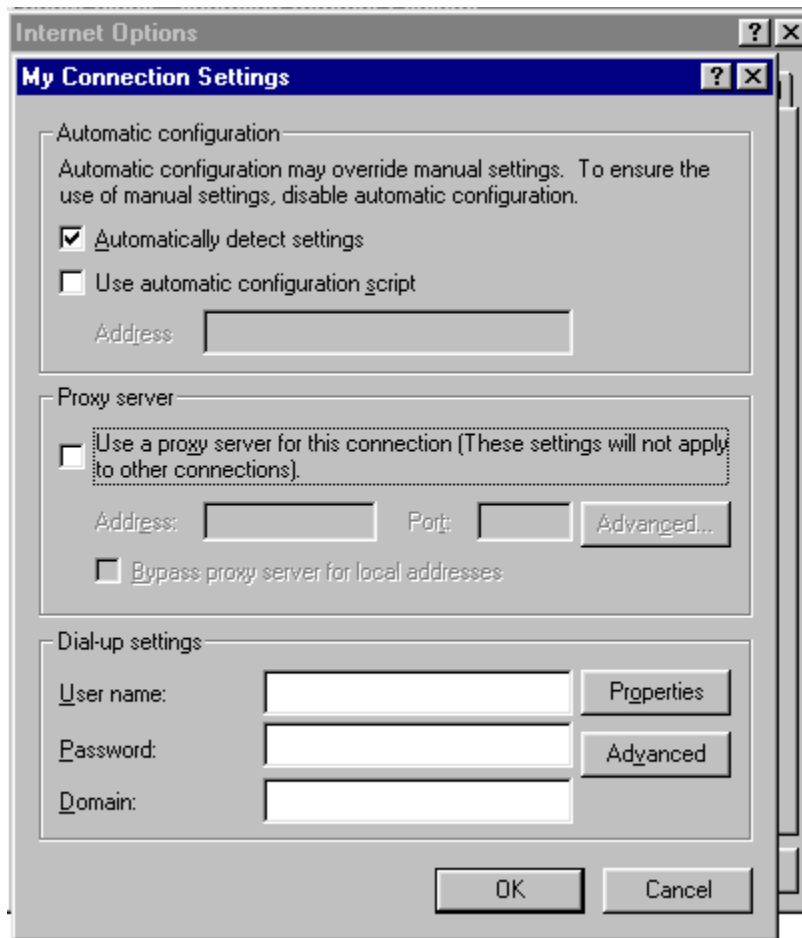 Internet Options
My Connection Settings
Automatic configuration
Automatic configuration may override manual settings. To ensure the
use of manual settings, disable automatic configuration.
Automatically detect settings
Use automatic configuration script
Address
Proxy server
Use a proxy server for this connection (These settings will not apply
to other connections).
Address: Port: Advanced...
Bypass proxy server for local addresses
Dial-up settings
User name: Properties
Password: Advanced
Domain:
OK Cancel